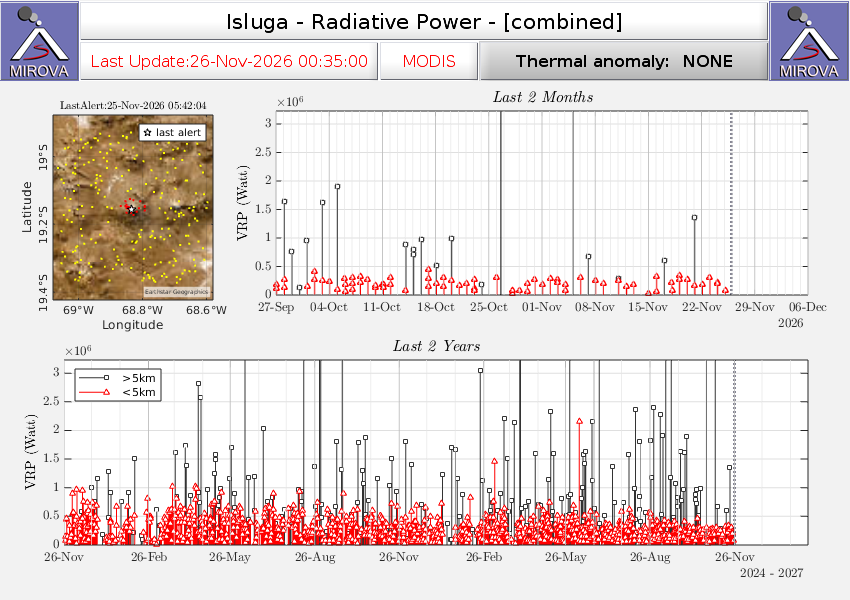 Isluga - Radiative Power - [combined]
MIROVA
Last Update:26-Nov-2026 00:35:00
MODIS
Thermal anomaly: NONE
MIROVA
LastAlert:25-Nov-2026 05:42:04
last alert
19°S
19.2°S
19.4°S
Latitude
Earthstar Geographics
69°W
68.8°W
68.6°W
Longitude
Last 2 Months
×10⁶
3
2.5
2
1.5
1
0.5
0
VRP (Watt)
27-Sep
04-Oct
11-Oct
18-Oct
25-Oct
01-Nov
08-Nov
15-Nov
22-Nov
29-Nov
06-Dec
2026
Last 2 Years
×10⁶
>5km
<5km
3
2.5
2
1.5
1
0.5
0
VRP (Watt)
26-Nov
26-Feb
26-May
26-Aug
26-Nov
26-Feb
26-May
26-Aug
26-Nov
2024 - 2027